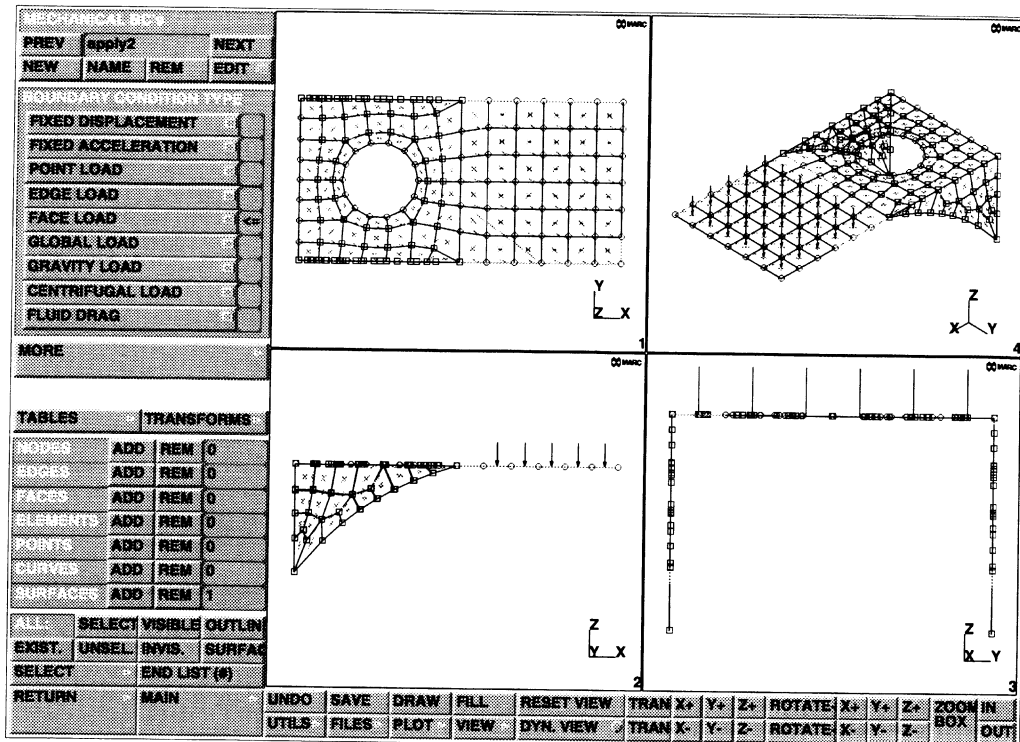 MECHANICAL BC's
PREV apply2 NEXT
NEW NAME REM EDIT
BOUNDARY CONDITION TYPE
FIXED DISPLACEMENT
FIXED ACCELERATION
POINT LOAD
EDGE LOAD
FACE LOAD <=
GLOBAL LOAD
GRAVITY LOAD
CENTRIFUGAL LOAD
FLUID DRAG
MORE
TABLES TRANSFORMS
NODES ADD REM 0
EDGES ADD REM 0
FACES ADD REM 0
ELEMENTS ADD REM 0
POINTS ADD REM 0
CURVES ADD REM 0
SURFACES ADD REM 1
ALL: SELECT VISIBLE OUTLIN
EXIST. UNSEL. INVIS. SURFAC
SELECT END LIST (#)
RETURN MAIN
MARC
Y
Z X
1
MARC
Z
X Y
4
MARC
Z
Y X
2
MARC
Z
X Y
3
UNDO SAVE DRAW FILL RESET VIEW TRAN X+ Y+ Z+ ROTATE X+ Y+ Z+ ZOOM IN
UTILS FILES PLOT VIEW DYN. VIEW TRAN X- Y- Z- ROTATE X- Y- Z- BOX OUT